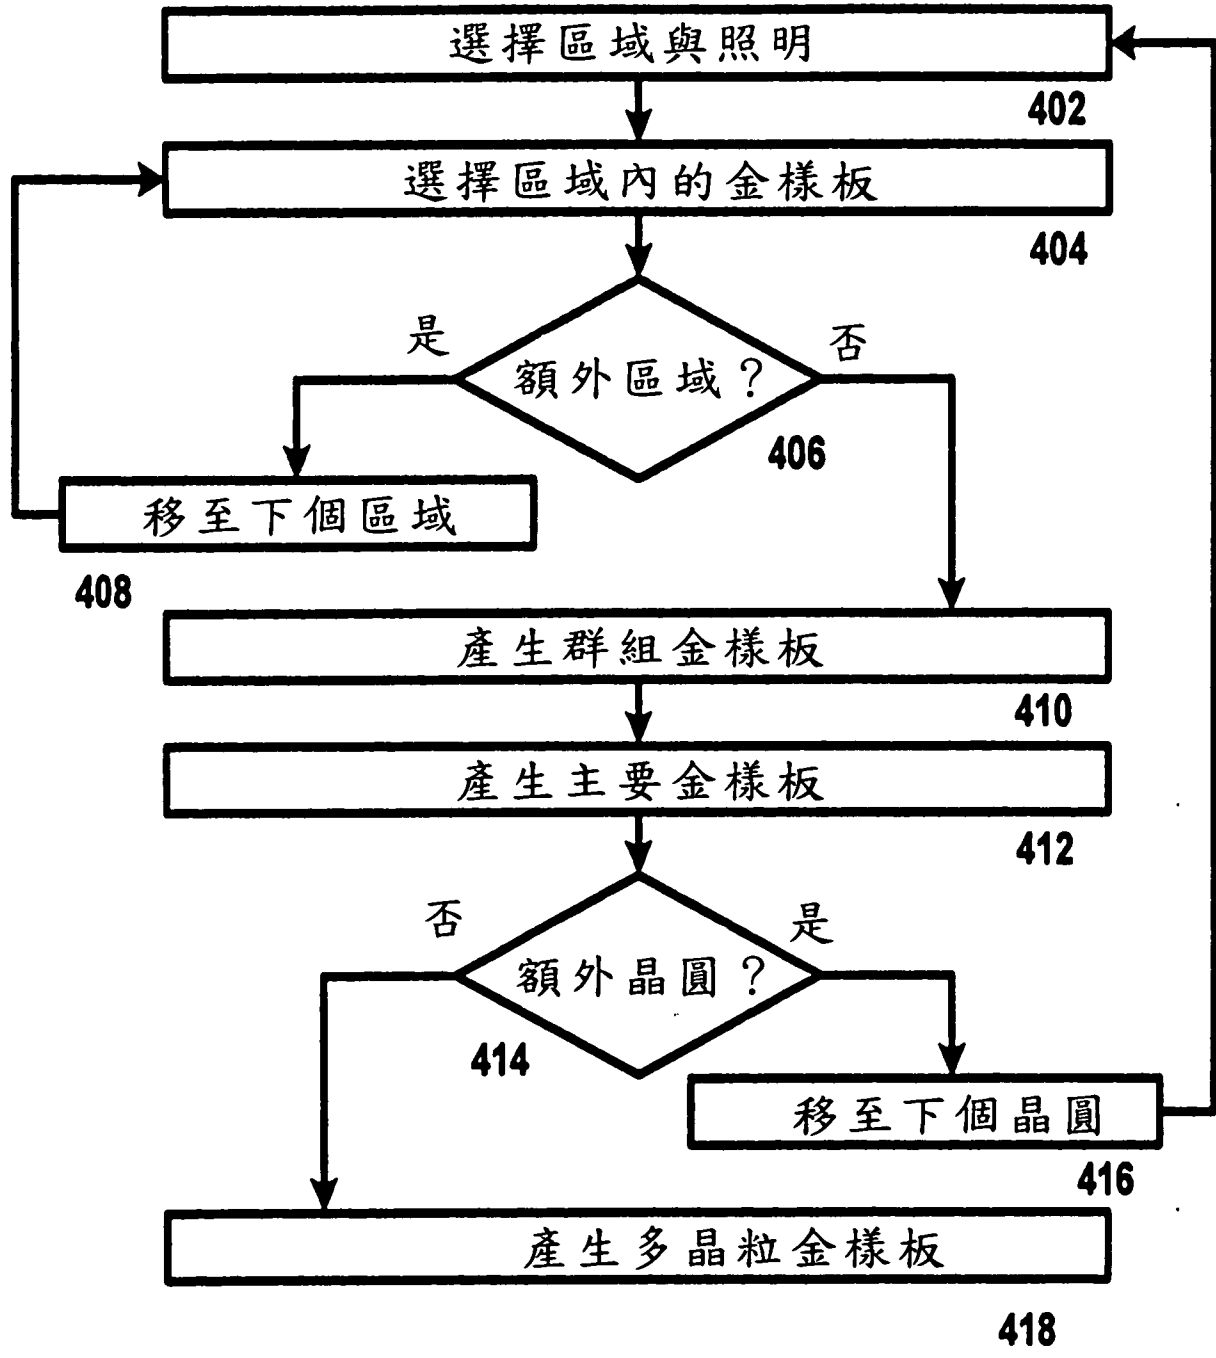 選擇區域與照明
402
選擇區域內的金樣板
404
是
否
額外區域？
406
移至下個區域
408
產生群組金樣板
410
產生主要金樣板
412
否
是
額外晶圓？
414
移至下個晶圓
416
產生多晶粒金樣板
418